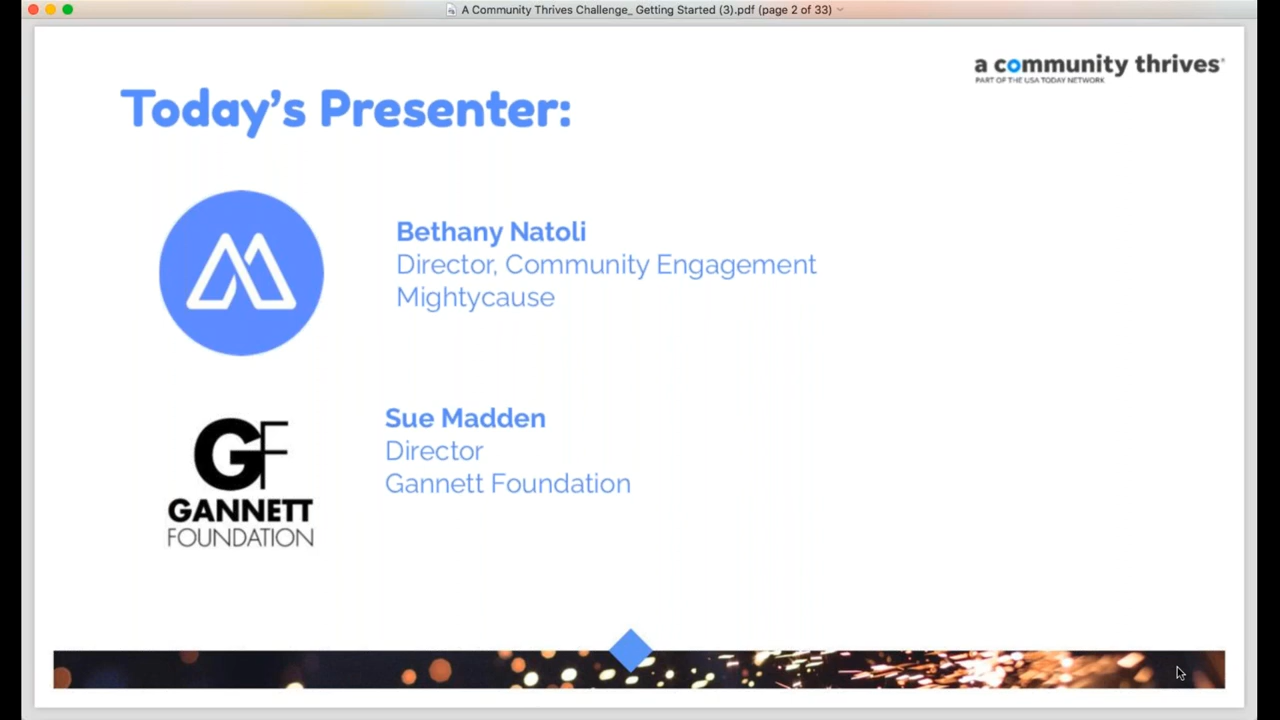 A Community Thrives Challenge_ Getting Started (3).pdf (page 2 of 33)
a community thrives
PART OF THE USA TODAY NETWORK
Today's Presenter:
Bethany Natoli
Director, Community Engagement
Mightycause
GF
GANNETT
FOUNDATION
Sue Madden
Director
Gannett Foundation